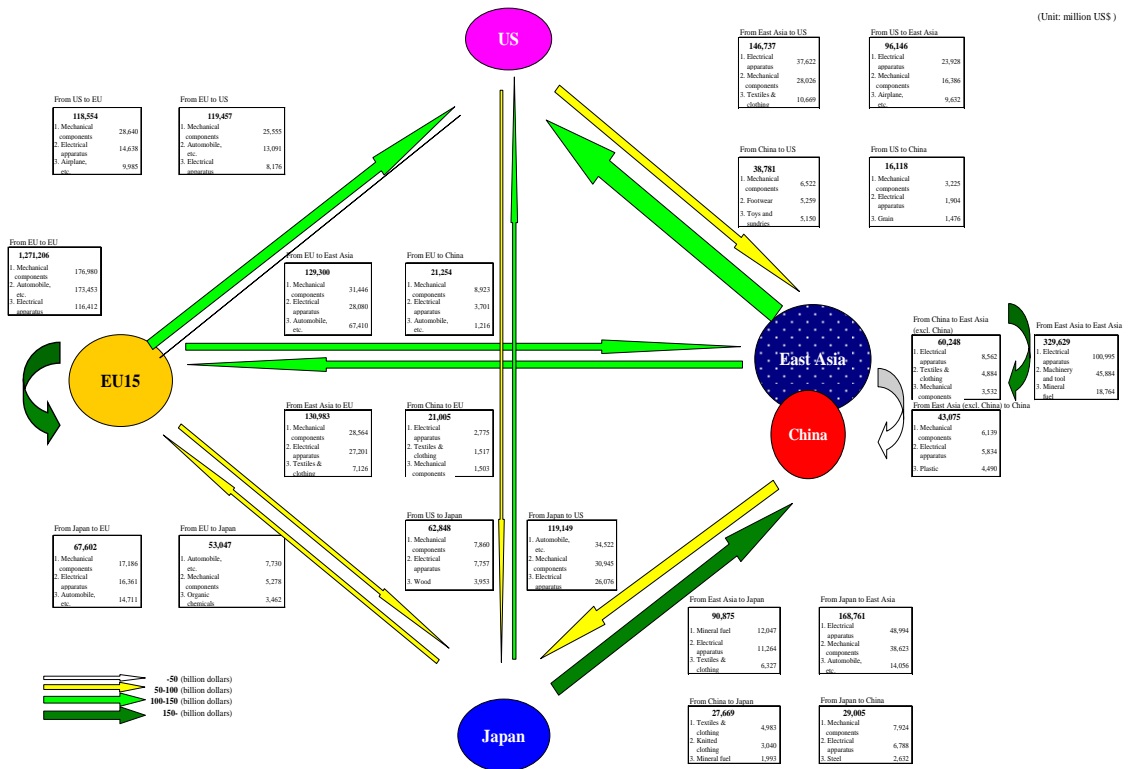 (Unit: million US$ )
US
From East Asia to US
146,737
1. Electrical apparatus 37,622
2. Mechanical components 28,026
3. Textiles & clothing 10,669
From US to East Asia
96,146
1. Electrical apparatus 23,928
2. Mechanical components 16,386
3. Airplane, etc. 9,632
From US to EU
118,554
1. Mechanical components 28,640
2. Electrical apparatus 14,638
3. Airplane, etc. 9,985
From EU to US
119,457
1. Mechanical components 25,555
2. Automobile, etc. 13,091
3. Electrical apparatus 8,176
From China to US
38,781
1. Mechanical components 6,522
2. Footwear 5,259
3. Toys and sundries 5,150
From US to China
16,118
1. Mechanical components 3,225
2. Electrical apparatus 1,904
3. Grain 1,476
From EU to EU
1,271,206
1. Mechanical components 176,980
2. Automobile, etc. 173,453
3. Electrical apparatus 116,412
From EU to East Asia
129,300
1. Mechanical components 31,446
2. Electrical apparatus 28,080
3. Automobile, etc. 67,410
From EU to China
21,254
1. Mechanical components 8,923
2. Electrical apparatus 3,701
3. Automobile, etc. 1,216
EU15
East Asia
China
From China to East Asia (excl. China)
60,248
1. Electrical apparatus 8,562
2. Textiles & clothing 4,884
3. Mechanical components 3,532
From East Asia to East Asia
329,629
1. Electrical apparatus 100,995
2. Machinery and tool 45,884
3. Mineral fuel 18,764
From East Asia (excl. China) to China
43,075
1. Mechanical components 6,139
2. Electrical apparatus 5,834
3. Plastic 4,490
From East Asia to EU
130,983
1. Mechanical components 28,564
2. Electrical apparatus 27,201
3. Textiles & clothing 7,126
From China to EU
21,005
1. Electrical apparatus 2,775
2. Textiles & clothing 1,517
3. Mechanical components 1,503
From Japan to EU
67,602
1. Mechanical components 17,186
2. Electrical apparatus 16,361
3. Automobile, etc. 14,711
From EU to Japan
53,047
1. Automobile, etc. 7,730
2. Mechanical components 5,278
3. Organic chemicals 3,462
From US to Japan
62,848
1. Mechanical components 7,860
2. Electrical apparatus 7,757
3. Wood 3,953
From Japan to US
119,149
1. Automobile, etc. 34,522
2. Mechanical components 30,945
3. Electrical apparatus 26,076
From East Asia to Japan
90,875
1. Mineral fuel 12,047
2. Electrical apparatus 11,264
3. Textiles & clothing 6,327
From Japan to East Asia
168,761
1. Electrical apparatus 48,994
2. Mechanical components 38,623
3. Automobile, etc. 14,056
-50 (billion dollars)
50-100 (billion dollars)
100-150 (billion dollars)
150- (billion dollars)
Japan
From China to Japan
27,669
1. Textiles & clothing 4,983
2. Knitted clothing 3,040
3. Mineral fuel 1,993
From Japan to China
29,005
1. Mechanical components 7,924
2. Electrical apparatus 6,788
3. Steel 2,632